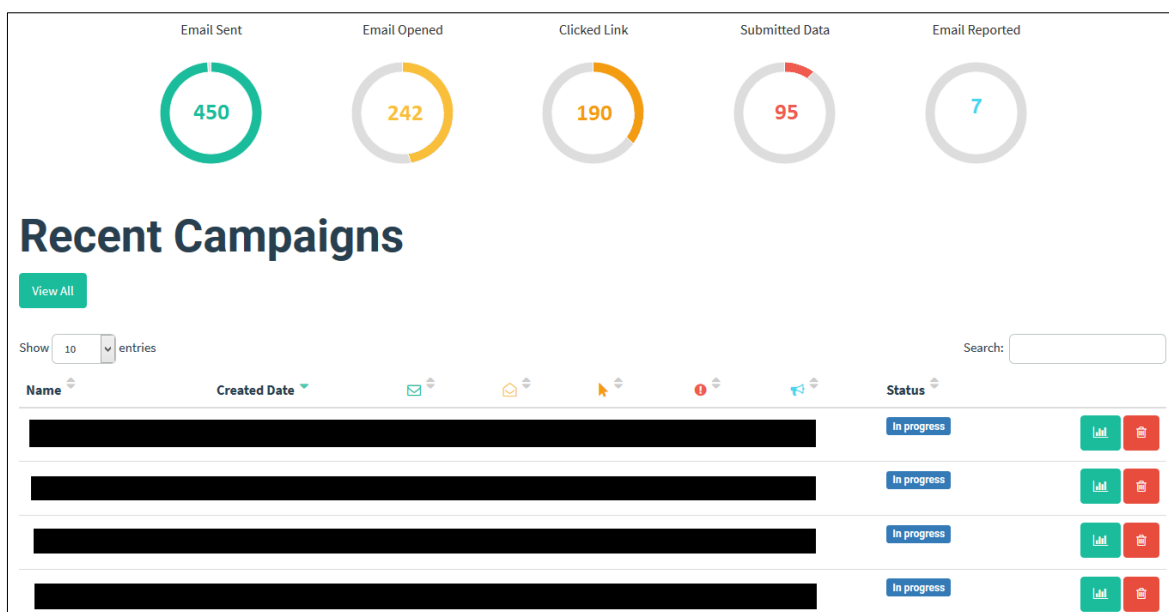 Email Sent Email Opened Clicked Link Submitted Data Email Reported
450 242 190 95 7
Recent Campaigns
View All
Show 10 entries Search:
Name Created Date Status
In progress
In progress
In progress
In progress